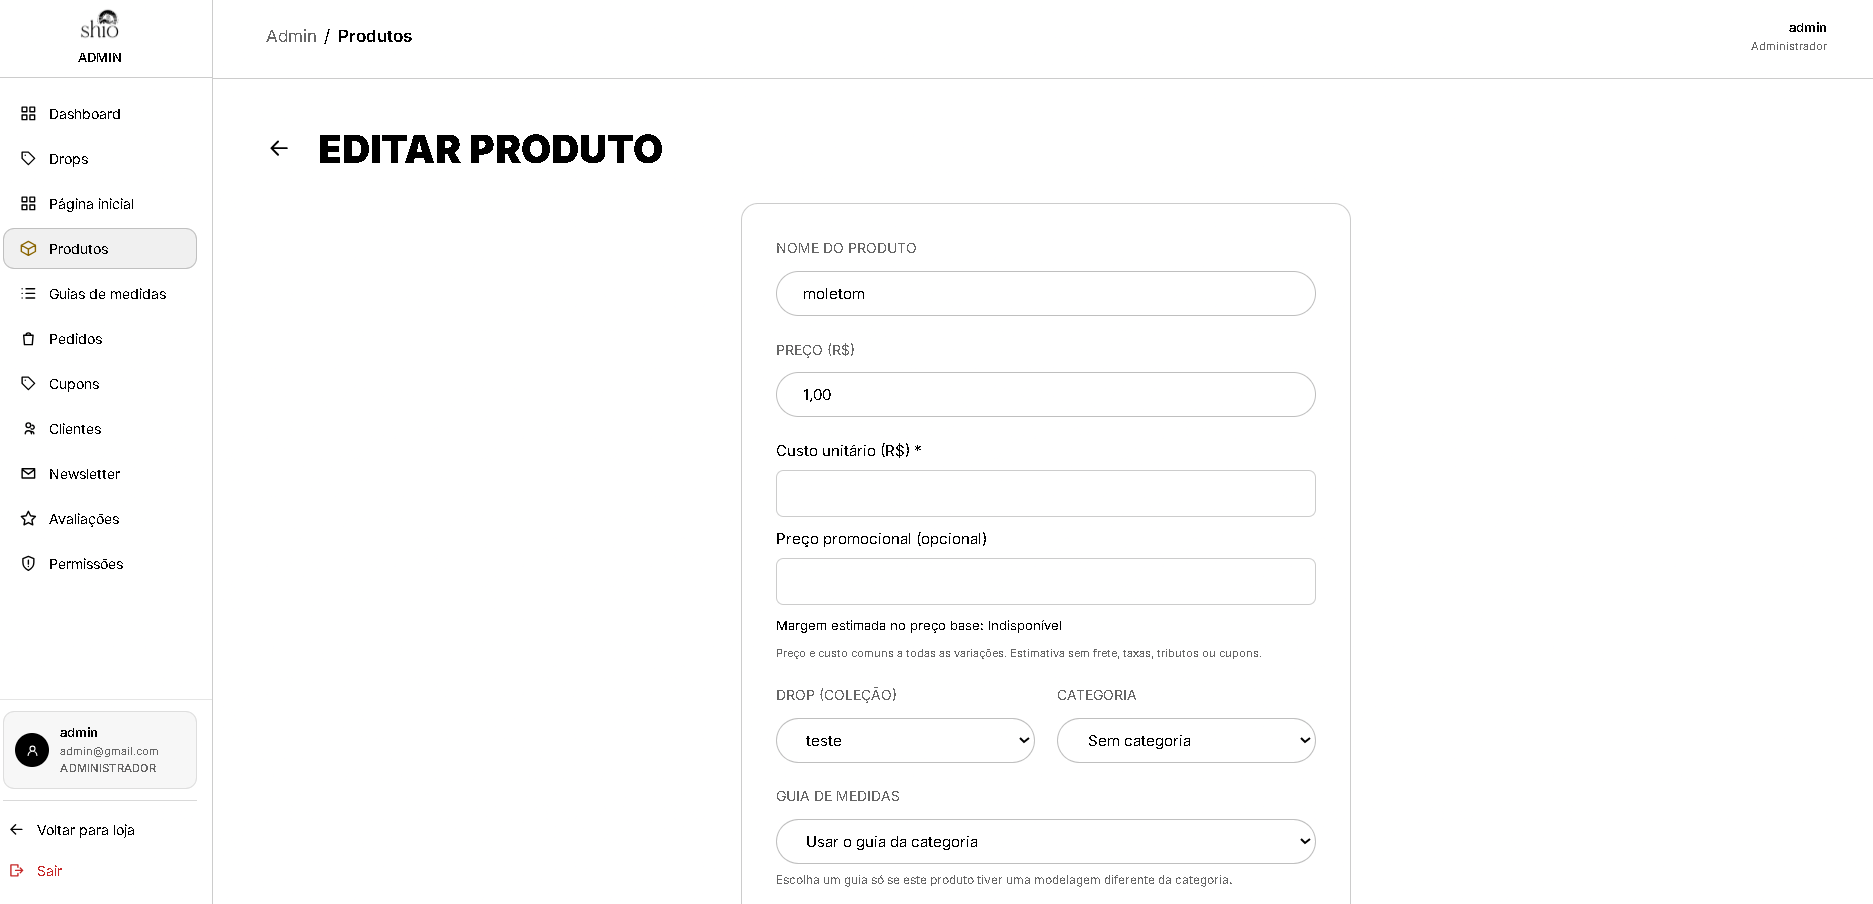 shio
ADMIN
Admin / Produtos
admin
Administrador
Dashboard
Drops
Página inicial
Produtos
Guias de medidas
Pedidos
Cupons
Clientes
Newsletter
Avaliações
Permissões
admin
admin@gmail.com
ADMINISTRADOR
Voltar para loja
Sair
EDITAR PRODUTO
NOME DO PRODUTO
moletom
PREÇO (R$)
1,00
Custo unitário (R$) *
Preço promocional (opcional)
Margem estimada no preço base: Indisponível
Preço e custo comuns a todas as variações. Estimativa sem frete, taxas, tributos ou cupons.
DROP (COLEÇÃO)
teste
CATEGORIA
Sem categoria
GUIA DE MEDIDAS
Usar o guia da categoria
Escolha um guia só se este produto tiver uma modelagem diferente da categoria.